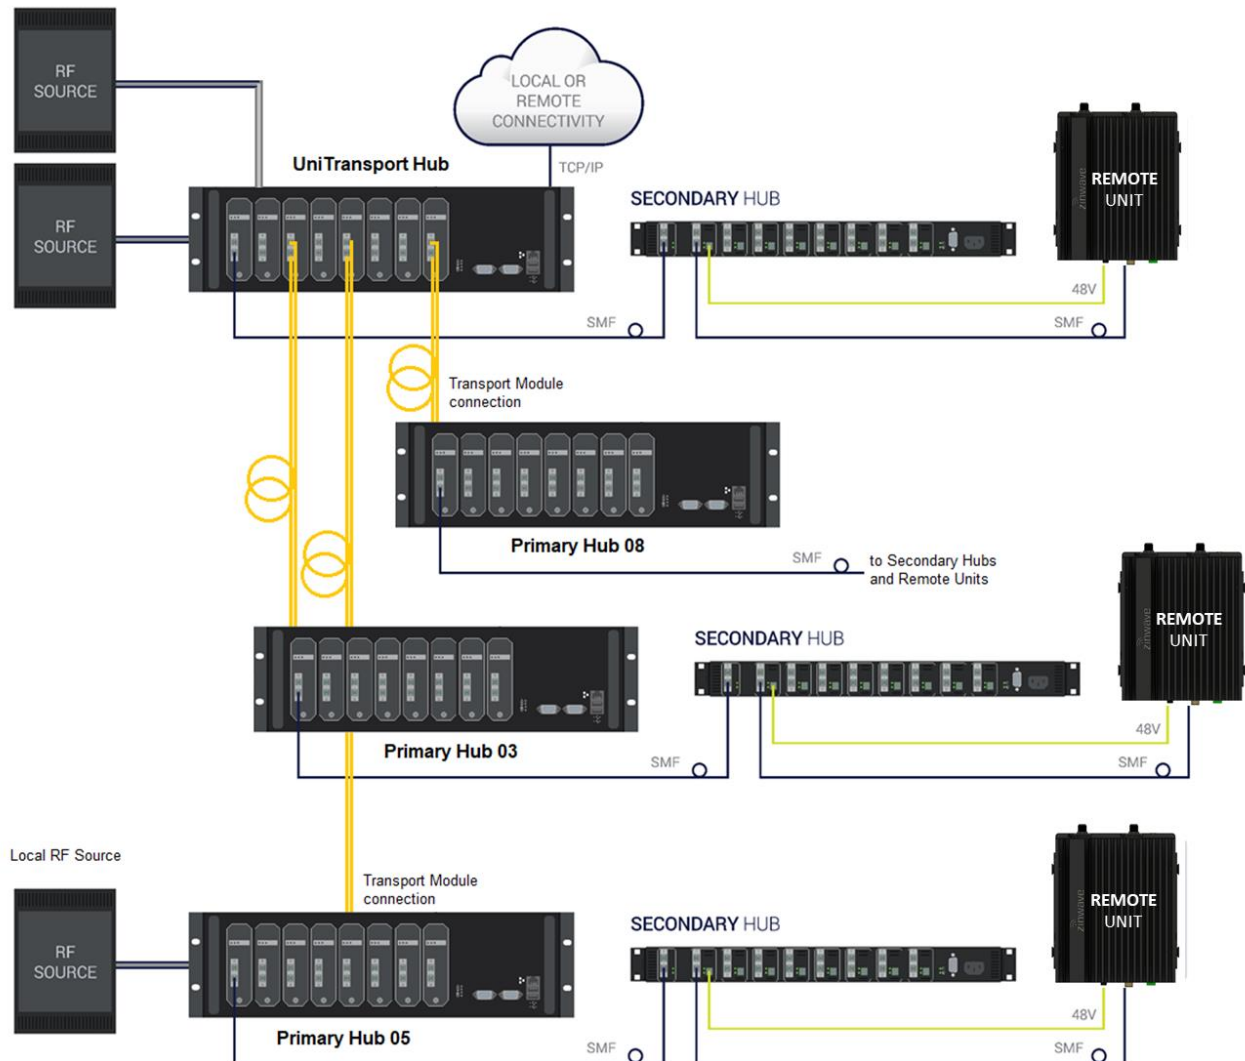 RF
SOURCE
LOCAL OR
REMOTE
CONNECTIVITY
TCP/IP
UniTransport Hub
RF
SOURCE
SECONDARY HUB
REMOTE
UNIT
zinwave
48V
SMF
SMF
Transport Module
connection
Primary Hub 08
SMF
to Secondary Hubs
and Remote Units
REMOTE
UNIT
zinwave
SECONDARY HUB
48V
Primary Hub 03
SMF
SMF
Local RF Source
Transport Module
connection
RF
SOURCE
SECONDARY HUB
REMOTE
UNIT
zinwave
48V
Primary Hub 05
SMF
SMF